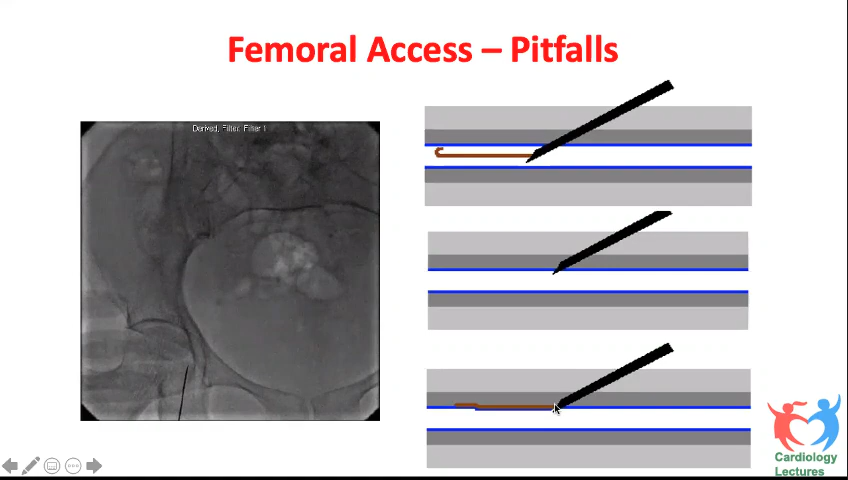 Femoral Access – Pitfalls
Derived, Filter, Filter 1
Cardiology
Lectures